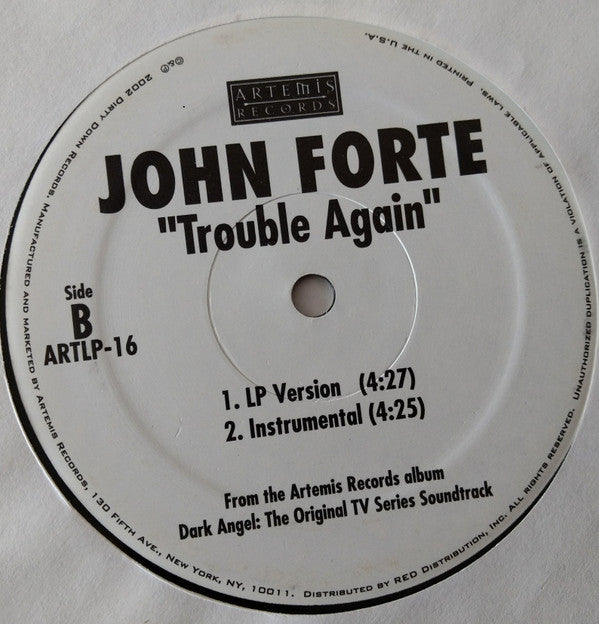 ARTEMIS
RECORDS
JOHN FORTE
"Trouble Again"
Side
B
ARTLP-16
1. LP Version (4:27)
2. Instrumental (4:25)
From the Artemis Records album
Dark Angel: The Original TV Series Soundtrack
℗&© 2002 DIRTY DOWN RECORDS. MANUFACTURED AND MARKETED BY ARTEMIS RECORDS, 130 FIFTH AVE., NEW YORK, NY, 10011. DISTRIBUTED BY RED DISTRIBUTION, INC. ALL RIGHTS RESERVED. UNAUTHORIZED DUPLICATION IS A VIOLATION OF APPLICABLE LAWS. PRINTED IN THE U.S.A.